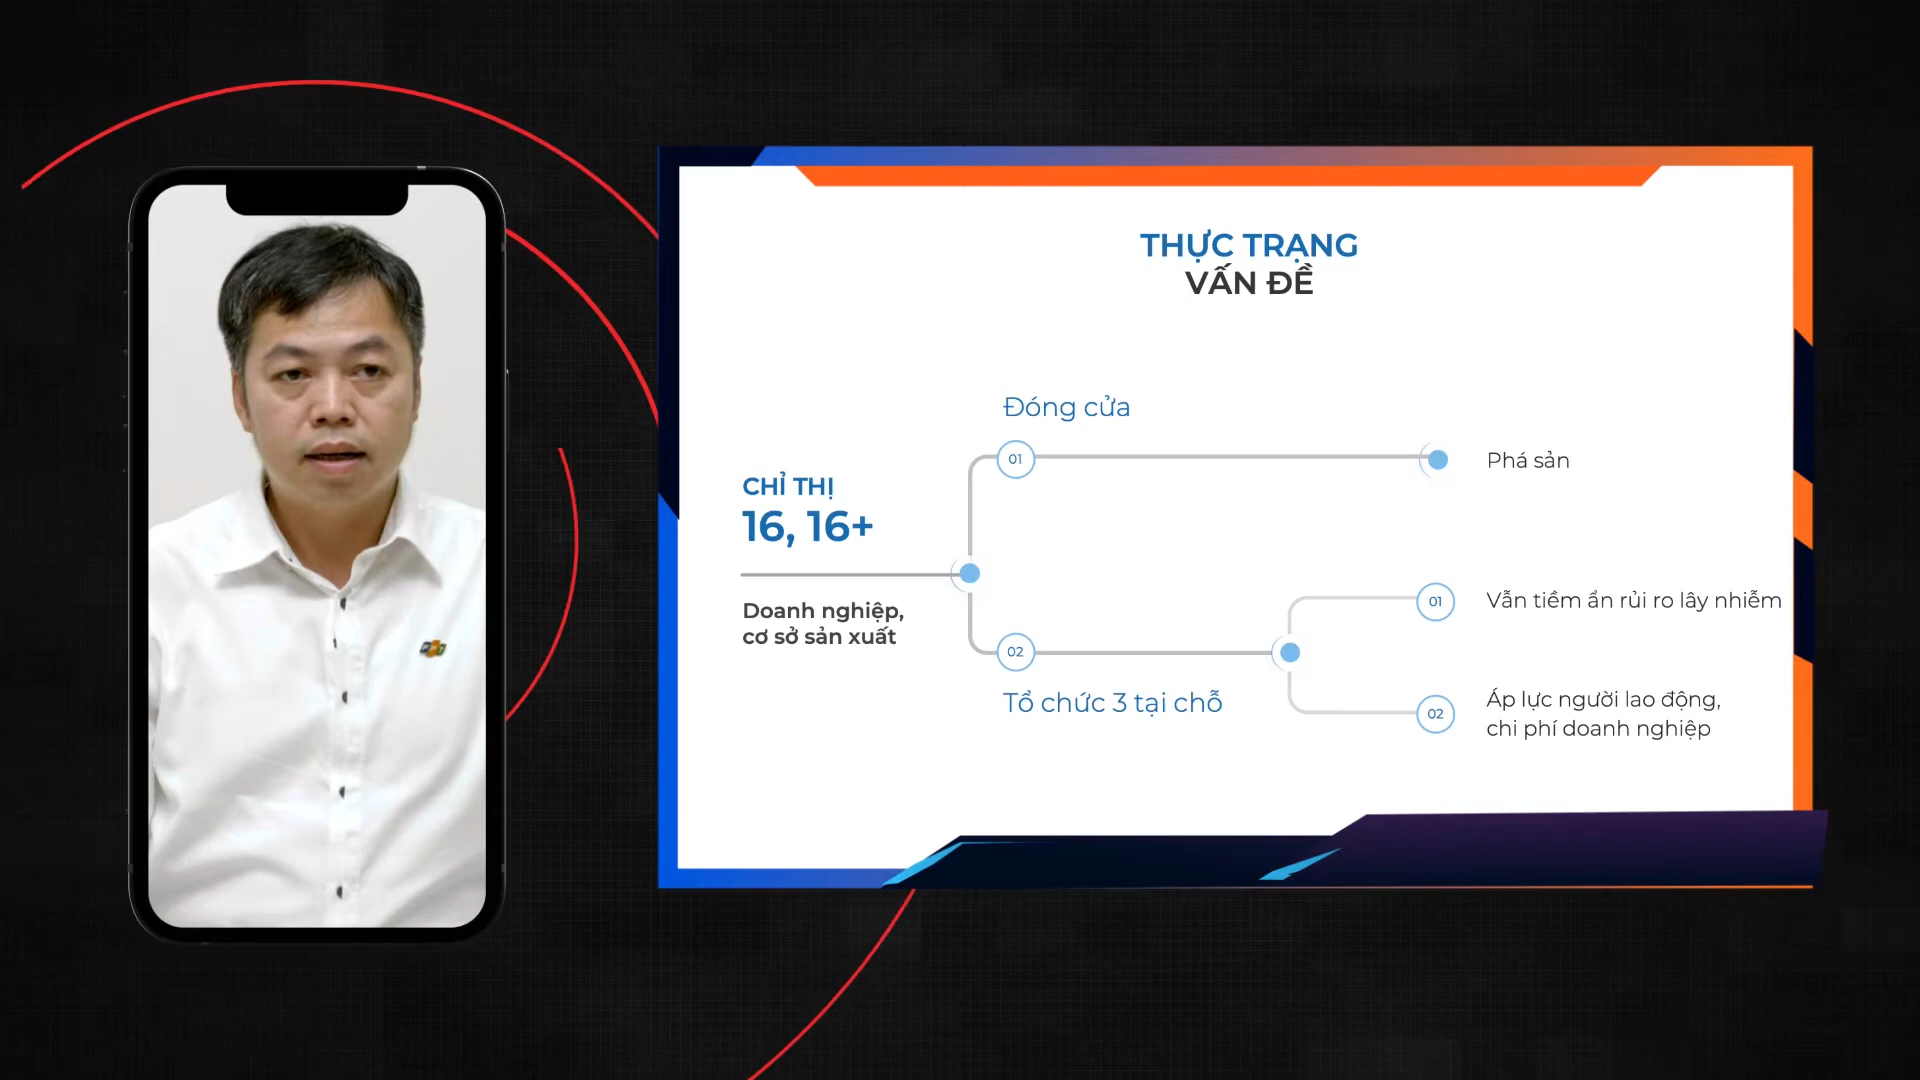 THỰC TRẠNG
VẤN ĐỀ
CHỈ THỊ
16, 16+
Doanh nghiệp,
cơ sở sản xuất
Đóng cửa
01
Phá sản
02
Tổ chức 3 tại chỗ
01
Vẫn tiềm ẩn rủi ro lây nhiễm
02
Áp lực người lao động,
chi phí doanh nghiệp
FPT